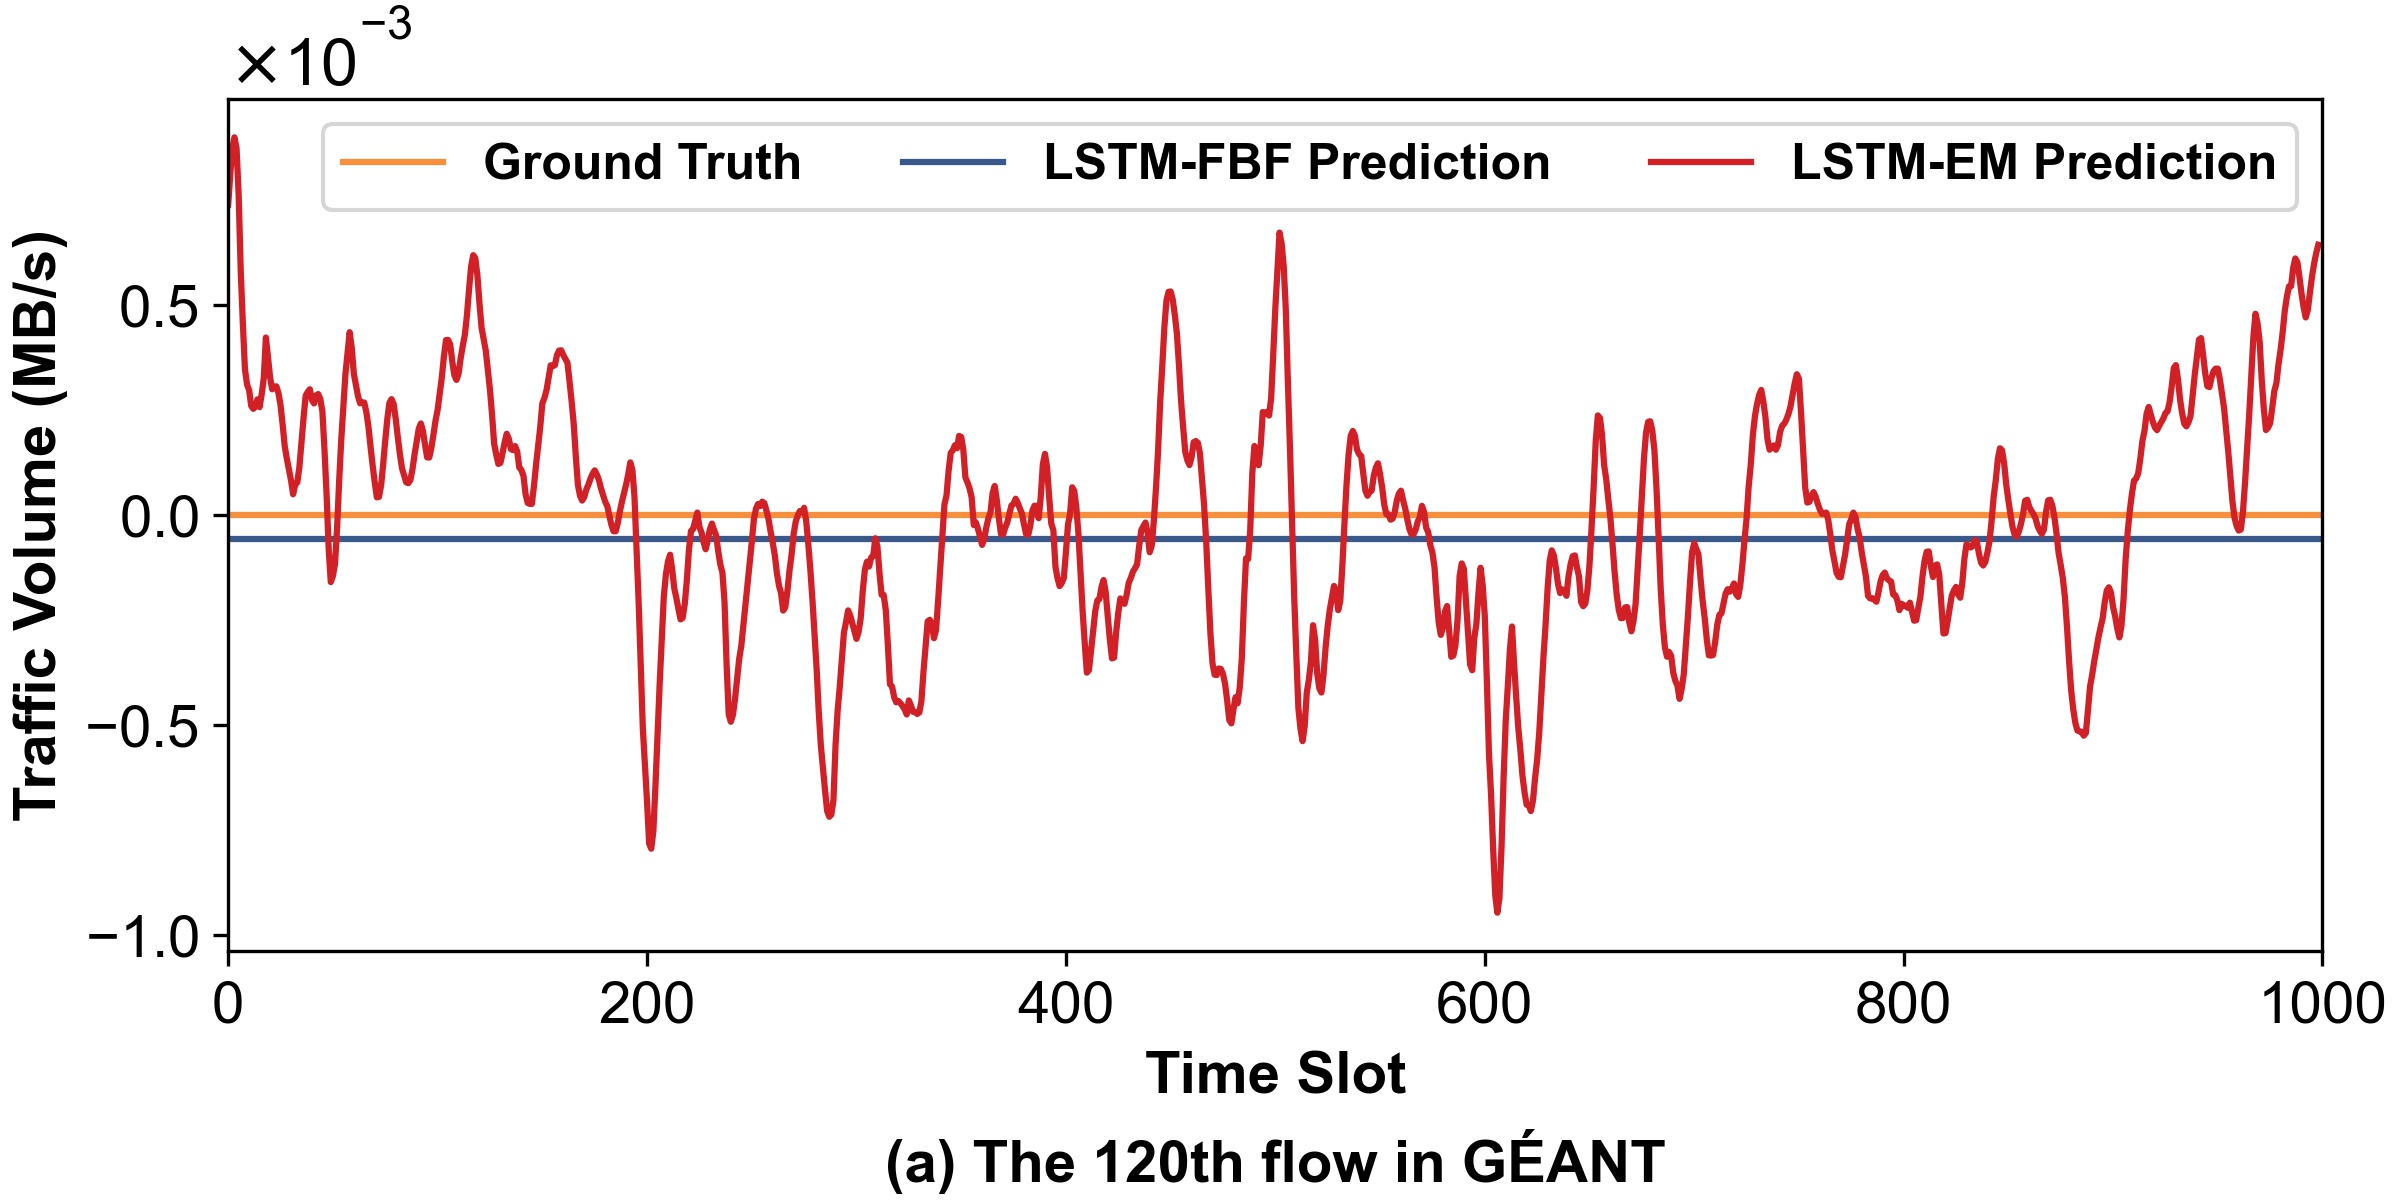 ×10⁻³
Ground Truth LSTM-FBF Prediction LSTM-EM Prediction
Traffic Volume (MB/s)
0.5
0.0
−0.5
−1.0
0 200 400 600 800 1000
Time Slot
(a) The 120th flow in GÉANT